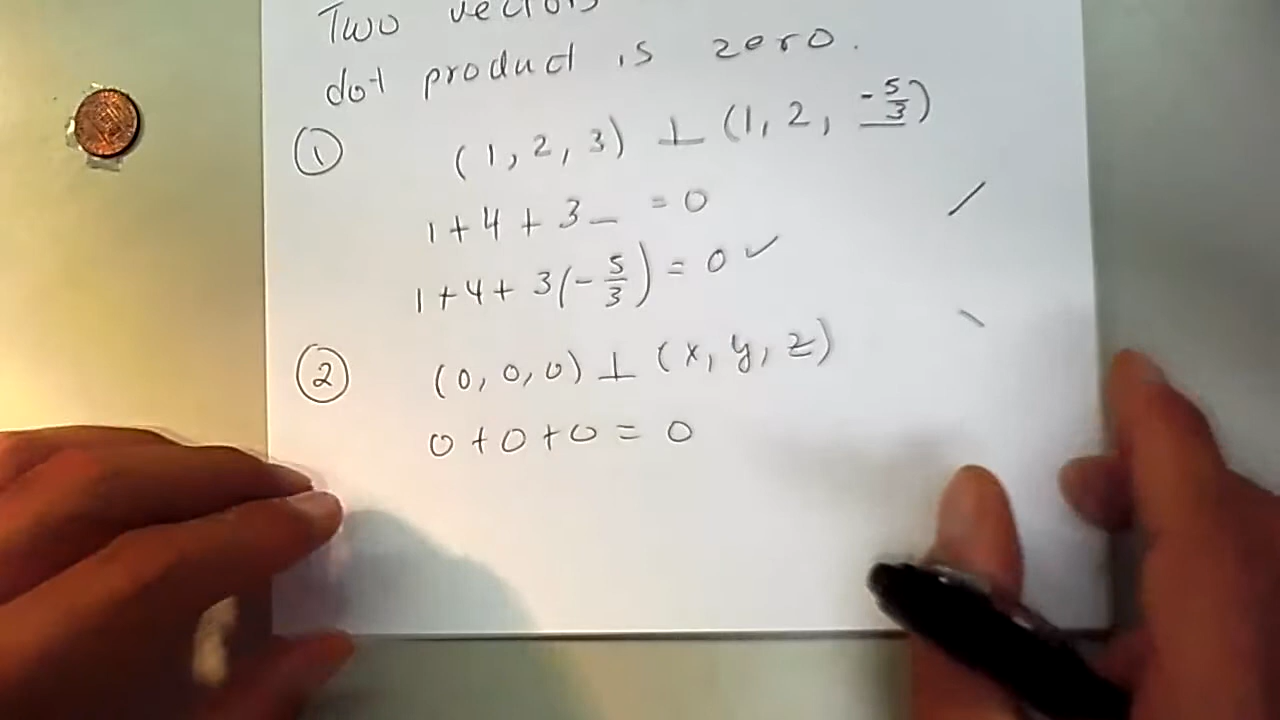 Two vectors
dot product is zero.
① (1, 2, 3) ⊥ (1, 2, -5/3)
1 + 4 + 3_ = 0
1 + 4 + 3(-5/3) = 0 ✓
② (0, 0, 0) ⊥ (x, y, z)
0 + 0 + 0 = 0